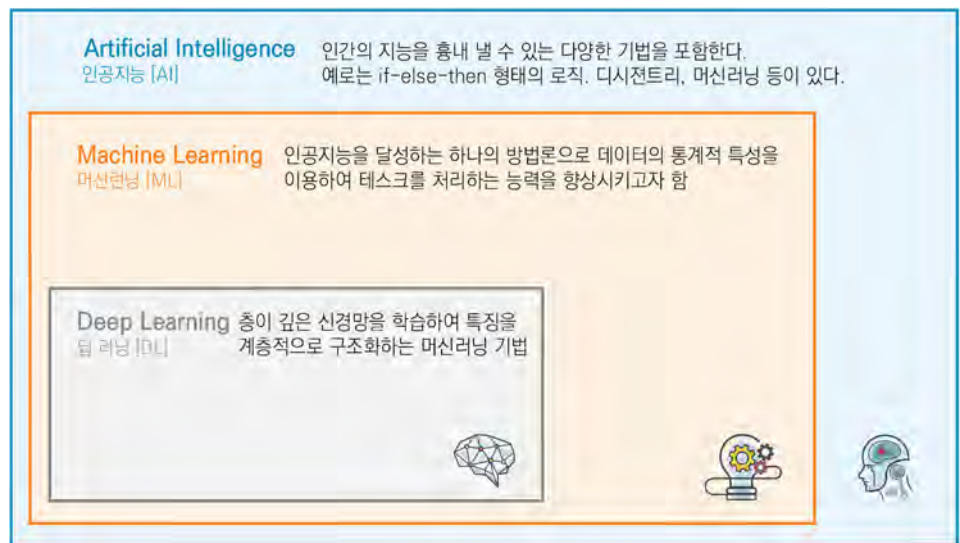 Artificial Intelligence 인간의 지능을 흉내 낼 수 있는 다양한 기법을 포함한다.
인공지능 [AI] 예로는 if-else-then 형태의 로직. 디시젼트리, 머신러닝 등이 있다.
Machine Learning 인공지능을 달성하는 하나의 방법론으로 데이터의 통계적 특성을
머신런닝 [ML] 이용하여 테스크를 처리하는 능력을 향상시키고자 함
Deep Learning 층이 깊은 신경망을 학습하여 특징을
딥 러닝 [DL] 계층적으로 구조화하는 머신러닝 기법